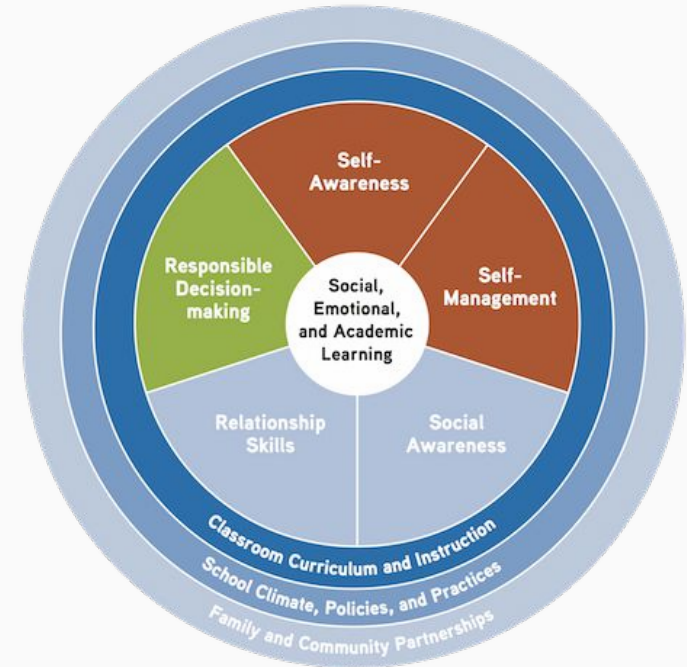 Self-
Awareness
Responsible
Decision-
making
Self-
Management
Social,
Emotional,
and Academic
Learning
Relationship
Skills
Social
Awareness
Classroom Curriculum and Instruction
School Climate, Policies, and Practices
Family and Community Partnerships